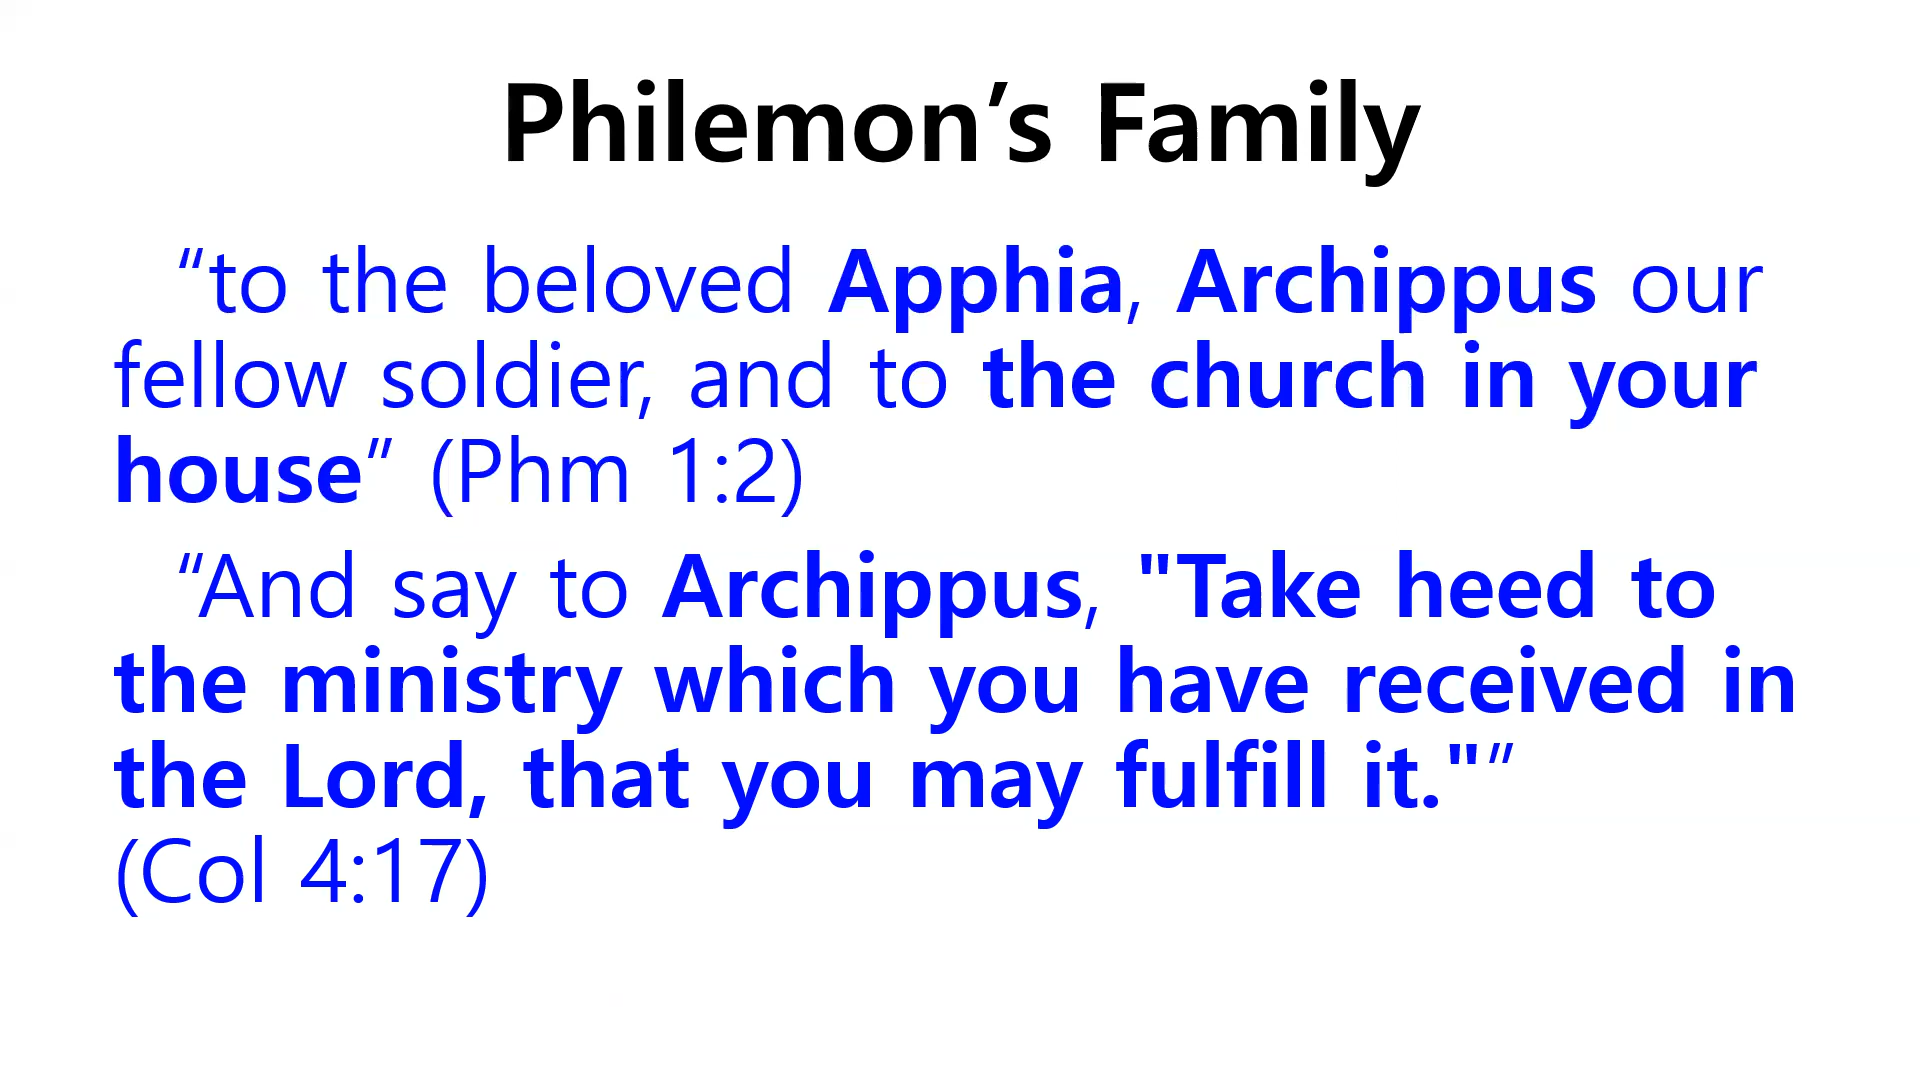 Philemon’s Family
“to the beloved Apphia, Archippus our
fellow soldier, and to the church in your
house” (Phm 1:2)
“And say to Archippus, "Take heed to
the ministry which you have received in
the Lord, that you may fulfill it."”
(Col 4:17)